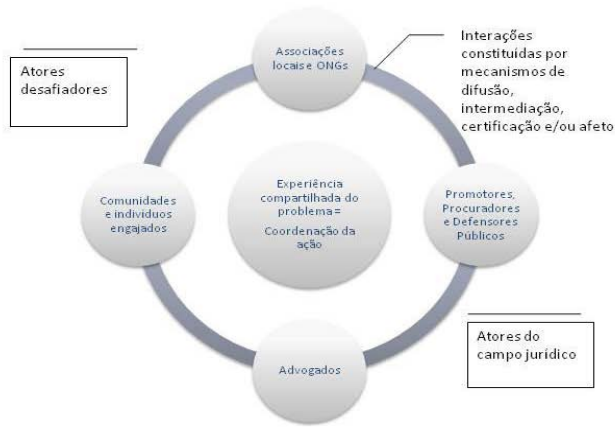 Associações
locais e ONGs
Interações
constituídas por
mecanismos de
difusão,
intermediação,
certificação e/ou afeto
Atores
desafiadores
Comunidades
e indivíduos
engajados
Experiência
compartilhada do
problema =
Coordenação da
ação
Promotores,
Procuradores
e Defensores
Públicos
Advogados
Atores do
campo jurídico